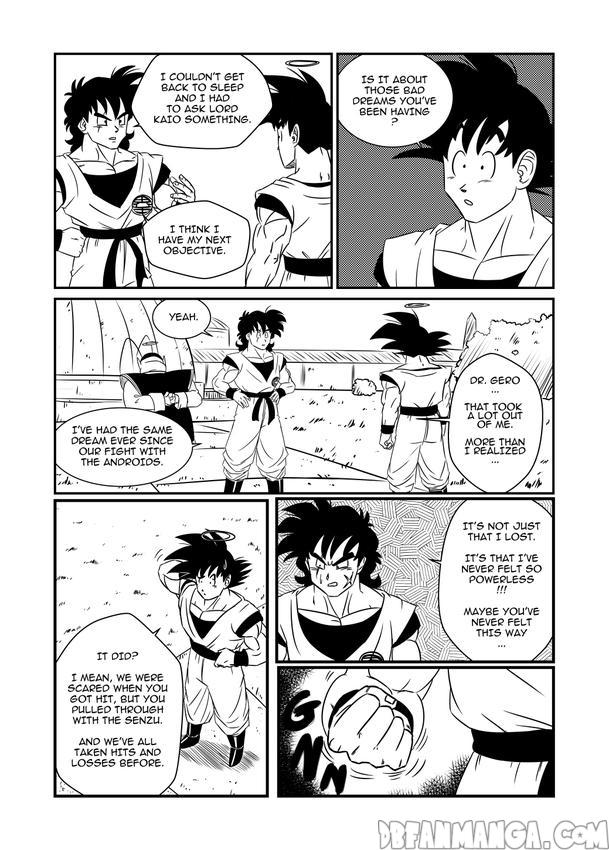 I COULDN'T GET
BACK TO SLEEP
AND I HAD
TO ASK LORD
KAIO SOMETHING.
I THINK I
HAVE MY NEXT
OBJECTIVE.
IS IT ABOUT
THOSE BAD
DREAMS YOU'VE
BEEN HAVING
?
YEAH.
I'VE HAD THE SAME
DREAM EVER SINCE
OUR FIGHT WITH
THE ANDROIDS.
DR. GERO
...
THAT TOOK
A LOT OUT
OF ME.
MORE THAN
I REALIZED
...
IT DID?
I MEAN, WE WERE
SCARED WHEN YOU
GOT HIT, BUT YOU
PULLED THROUGH
WITH THE SENZU.
AND WE'VE ALL
TAKEN HITS AND
LOSSES BEFORE.
IT'S NOT JUST
THAT I LOST.
IT'S THAT I'VE
NEVER FELT SO
POWERLESS
!!!
MAYBE YOU'VE
NEVER FELT
THIS WAY
...
GNNN
DBFANMANGA.COM